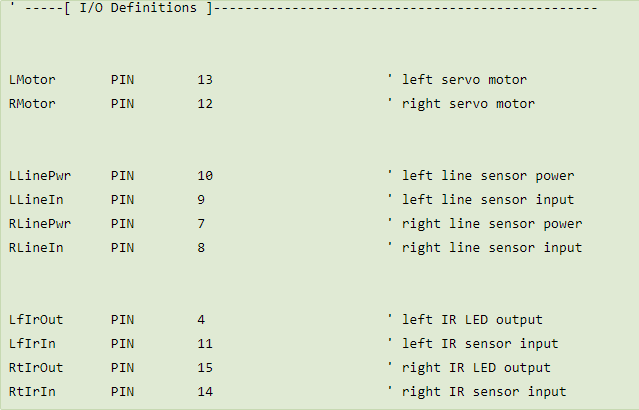 ' -----[ I/O Definitions ]-------------------------------------------------
LMotor PIN 13 ' left servo motor
RMotor PIN 12 ' right servo motor
LLinePwr PIN 10 ' left line sensor power
LLineIn PIN 9 ' left line sensor input
RLinePwr PIN 7 ' right line sensor power
RLineIn PIN 8 ' right line sensor input
LfIrOut PIN 4 ' left IR LED output
LfIrIn PIN 11 ' left IR sensor input
RtIrOut PIN 15 ' right IR LED output
RtIrIn PIN 14 ' right IR sensor input